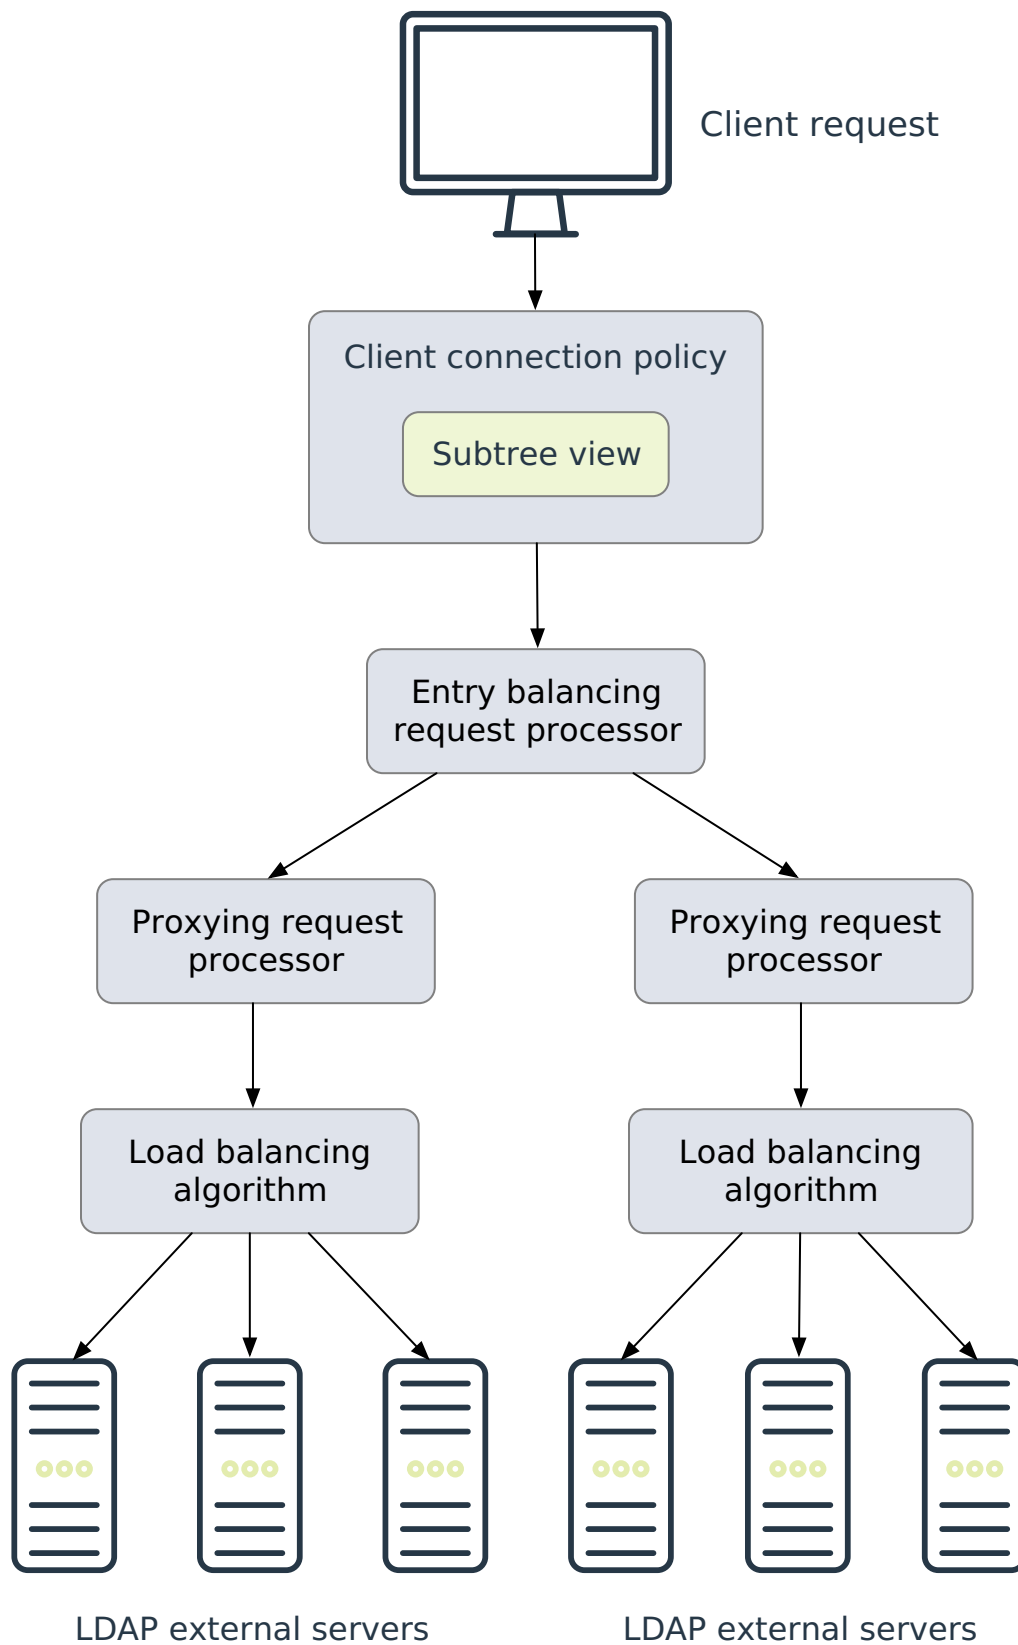 Client request
Client connection policy
Subtree view
Entry balancing
request processor
Proxying request
processor
Proxying request
processor
Load balancing
algorithm
Load balancing
algorithm
LDAP external servers
LDAP external servers